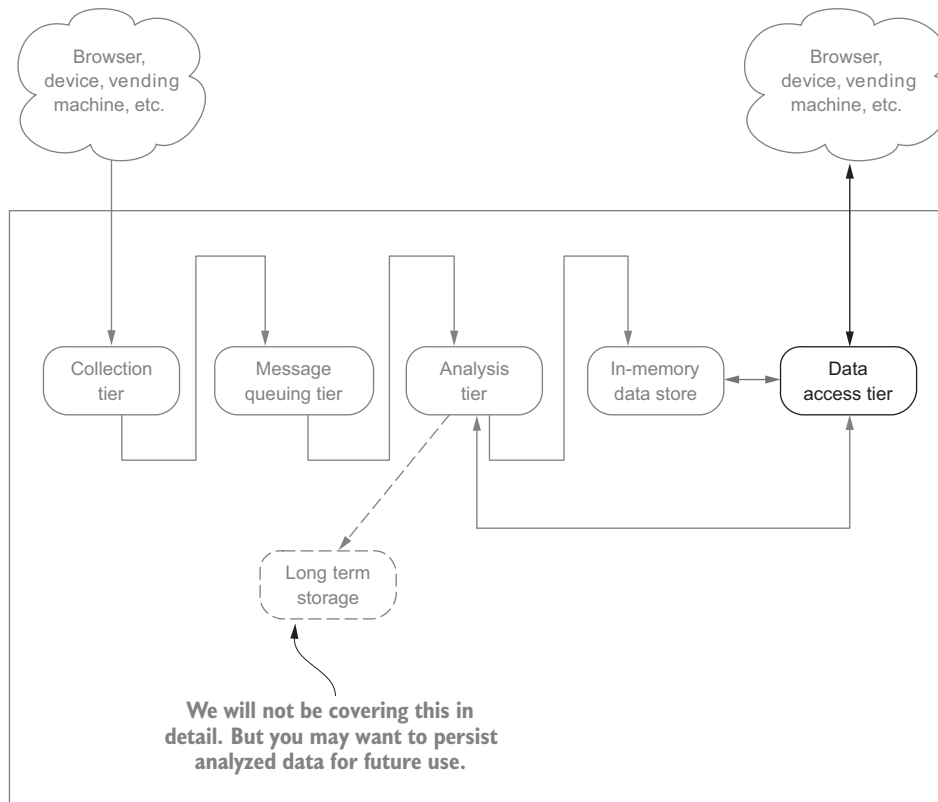 Browser,
device, vending
machine, etc.
Browser,
device, vending
machine, etc.
Collection
tier
Message
queuing tier
Analysis
tier
In-memory
data store
Data
access tier
Long term
storage
We will not be covering this in
detail. But you may want to persist
analyzed data for future use.